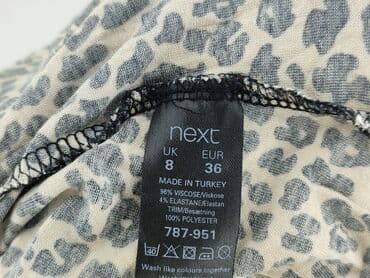 next
UK EUR
8 36
MADE IN TURKEY
96% VISCOSE/Viskose
4% ELASTANE/Elastan
TRIM/Besatzung
100% POLYESTER
787-951
40
Wash like colours together